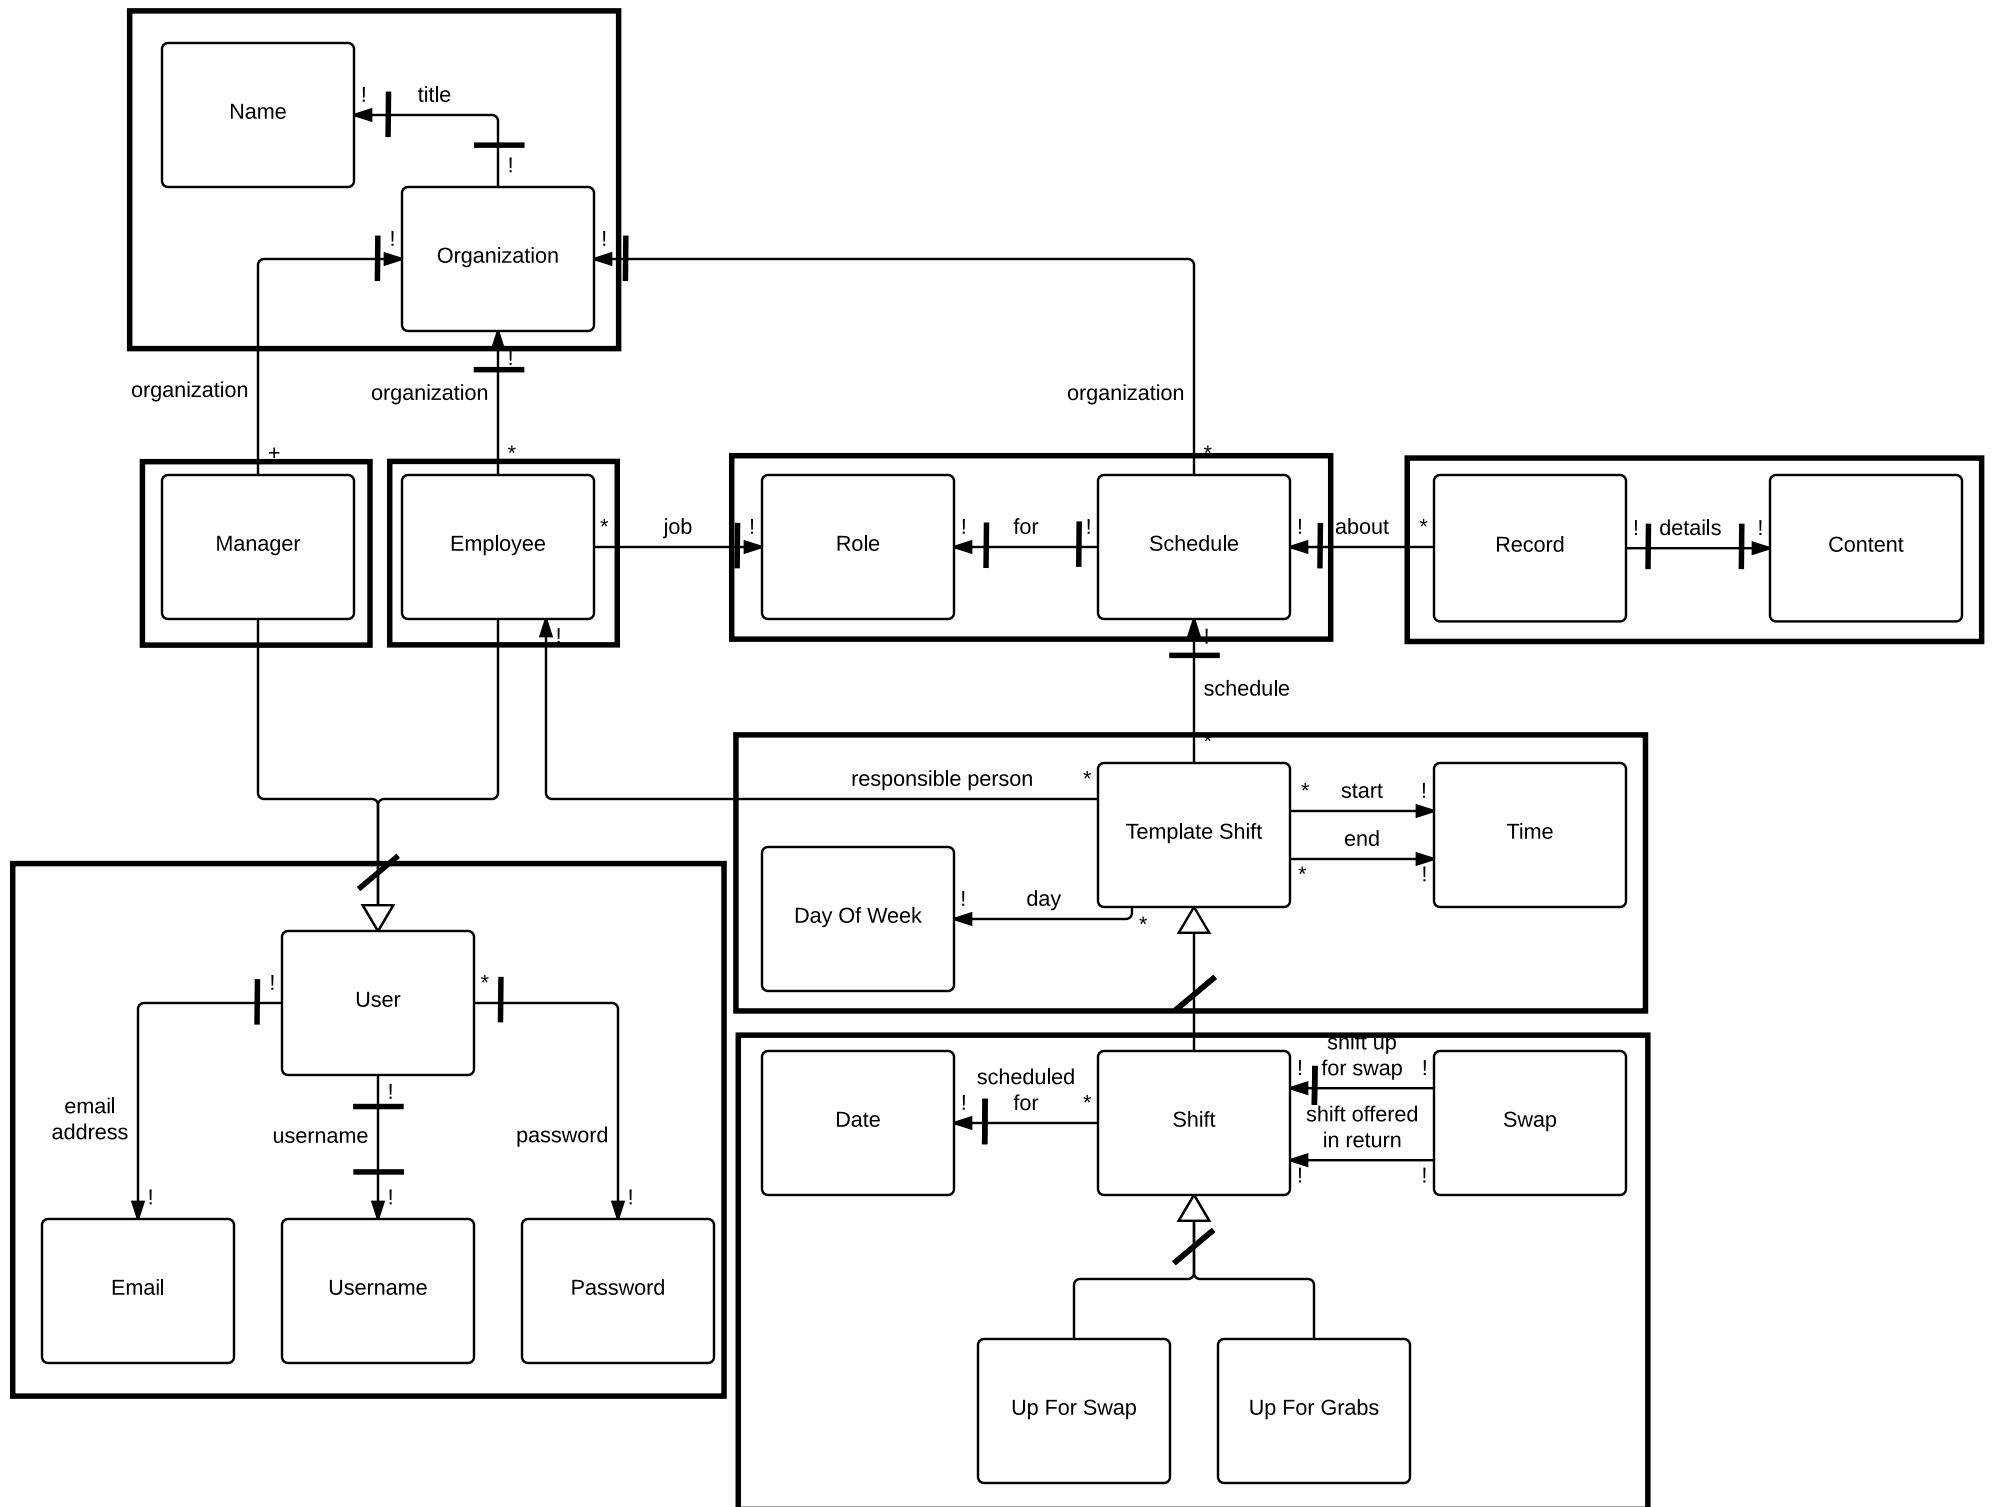 ! title
Name
!
! Organization !
!
organization
organization
organization
+
*
*
Manager
Employee
* job !
Role
! for !
Schedule
! about *
Record
! details !
Content
!
!
schedule
*
responsible person *
Template Shift
* start !
end
* !
Time
Day Of Week
! day
*
! User *
!
email
address
username
password
!
!
!
Email
Username
Password
Date
scheduled
! for *
Shift
shift up
! for swap !
shift offered
in return
! !
Swap
Up For Swap
Up For Grabs